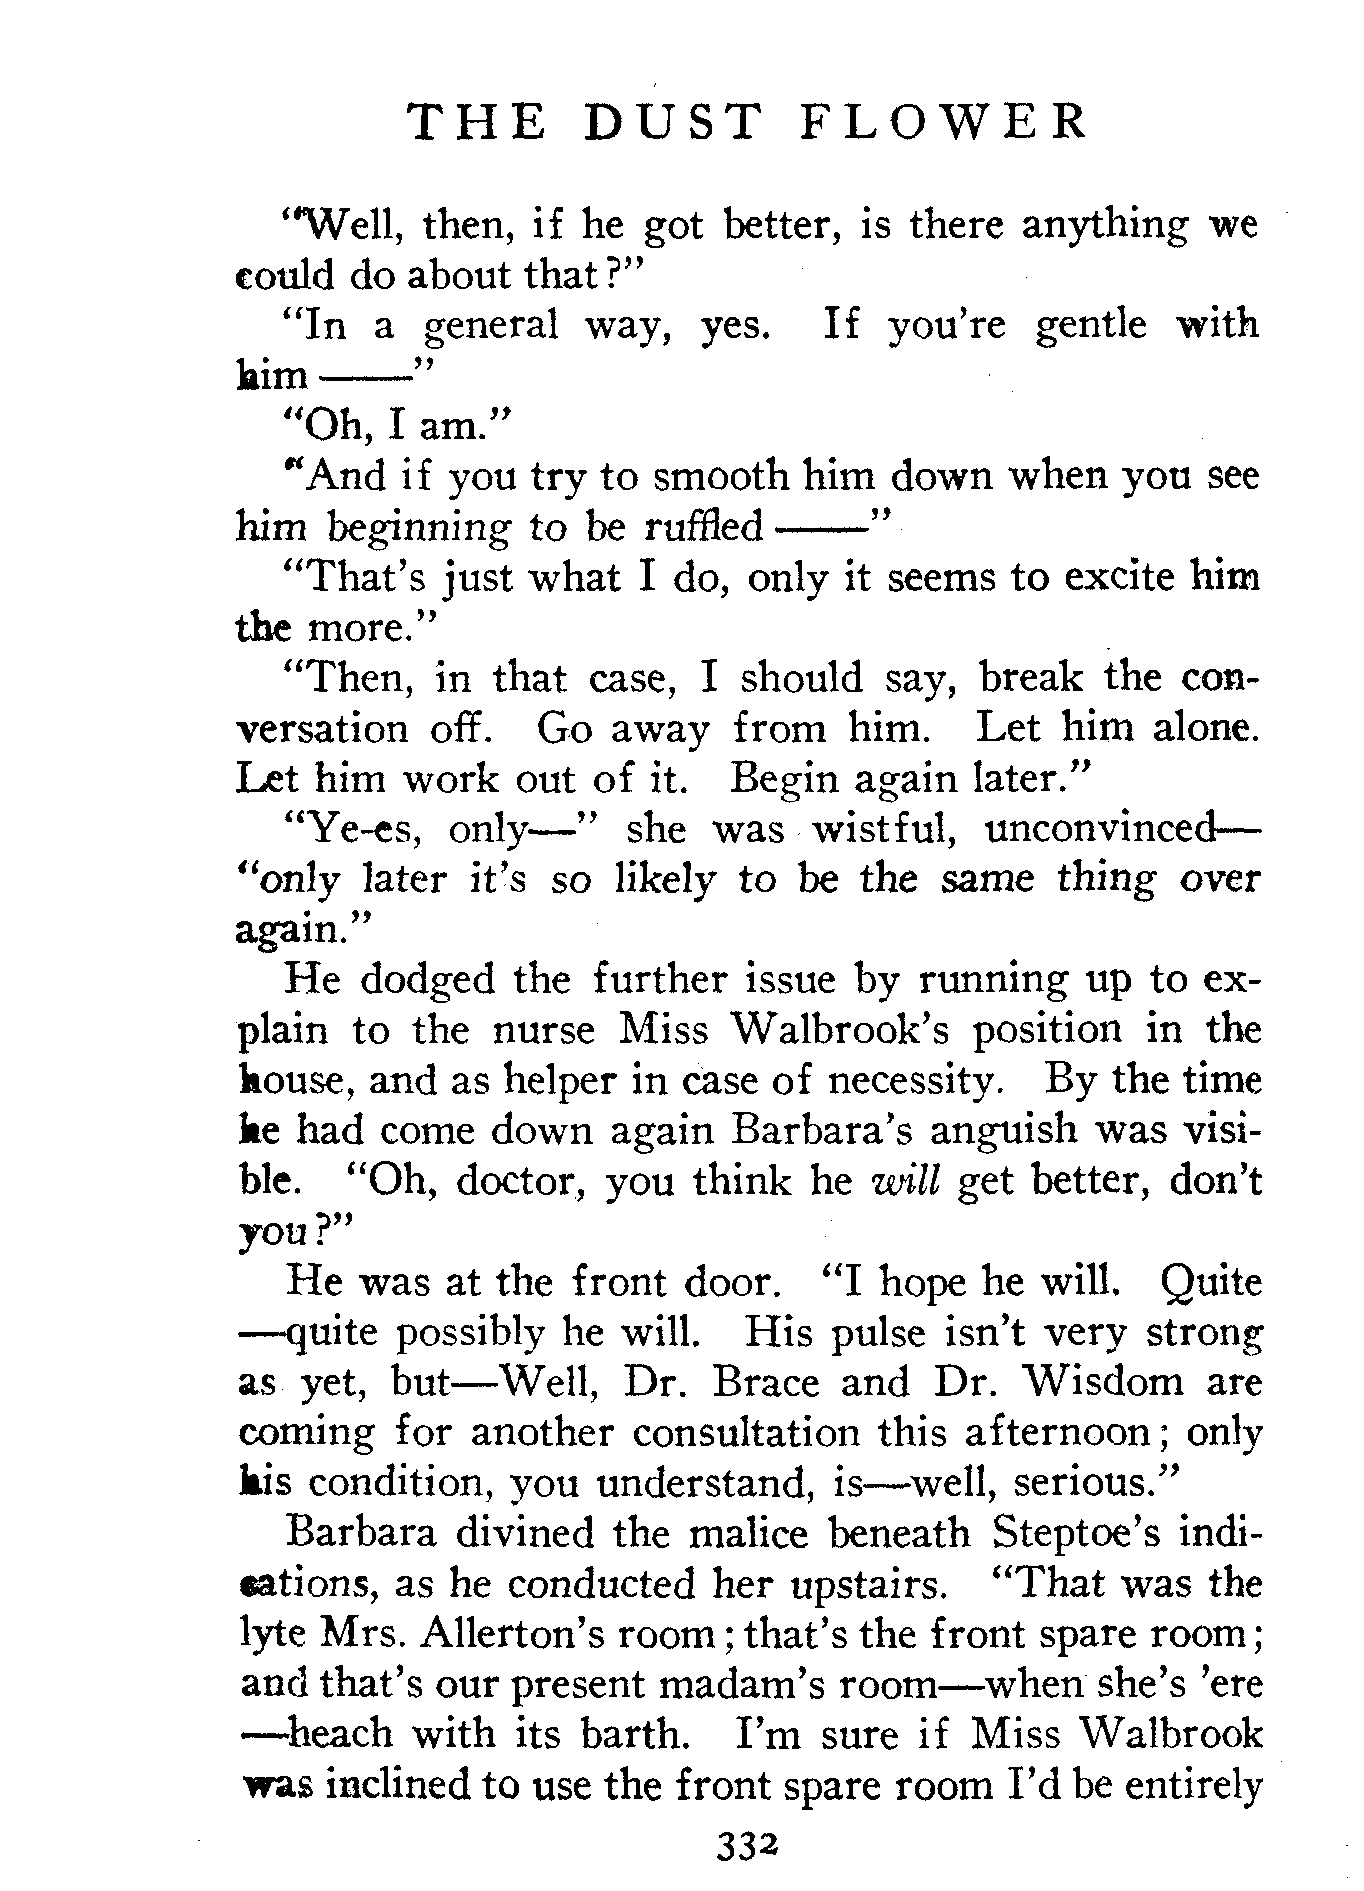 THE DUST FLOWER
"Well, then, if he got better, is there anything we
could do about that?"
"In a general way, yes. If you're gentle with
him ——"
"Oh, I am."
"And if you try to smooth him down when you see
him beginning to be ruffled ——"
"That's just what I do, only it seems to excite him
the more."
"Then, in that case, I should say, break the con-
versation off. Go away from him. Let him alone.
Let him work out of it. Begin again later."
"Ye-es, only—" she was wistful, unconvinced—
"only later it's so likely to be the same thing over
again."
He dodged the further issue by running up to ex-
plain to the nurse Miss Walbrook's position in the
house, and as helper in case of necessity. By the time
he had come down again Barbara's anguish was visi-
ble. "Oh, doctor, you think he will get better, don't
you?"
He was at the front door. "I hope he will. Quite
—quite possibly he will. His pulse isn't very strong
as yet, but—Well, Dr. Brace and Dr. Wisdom are
coming for another consultation this afternoon; only
his condition, you understand, is—well, serious."
Barbara divined the malice beneath Steptoe's indi-
cations, as he conducted her upstairs. "That was the
lyte Mrs. Allerton's room; that's the front spare room;
and that's our present madam's room—when she's 'ere
—heach with its barth. I'm sure if Miss Walbrook
was inclined to use the front spare room I'd be entirely
332